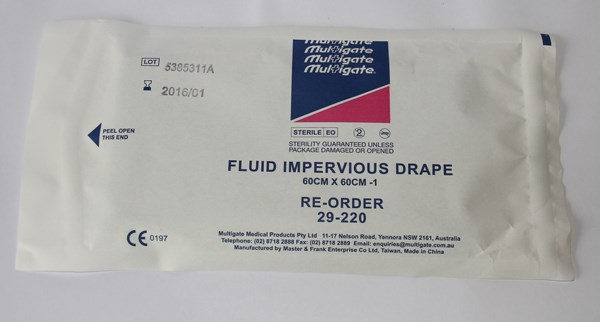 Multigate
Multigate
Multigate
Multigate
LOT 5365311A
2016/01
PEEL OPEN
THIS END
STERILE EO 2
STERILITY GUARANTEED UNLESS
PACKAGE DAMAGED OR OPENED
FLUID IMPERVIOUS DRAPE
60CM X 60CM -1
RE-ORDER
29-220
CE 0197
Multigate Medical Products Pty Ltd 11-17 Nelson Road, Yennora NSW 2161, Australia
Telephone: (02) 8718 2888 Fax: (02) 8718 2889 Email: enquiries@multigate.com.au
Manufactured by Master & Frank Enterprise Co Ltd, Taiwan, Made in China